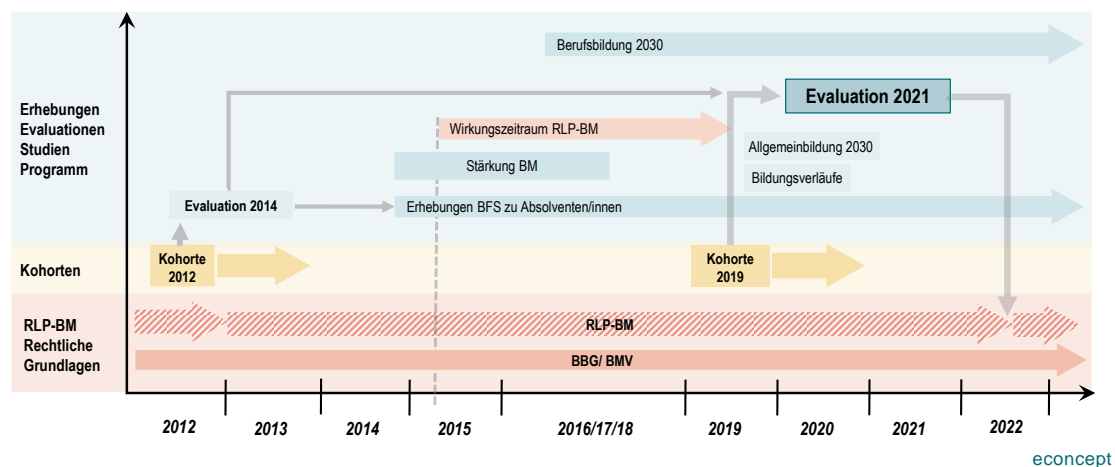 Berufsbildung 2030
Evaluation 2021
Erhebungen
Evaluationen
Studien
Programm
Wirkungszeitraum RLP-BM
Allgemeinbildung 2030
Stärkung BM
Bildungsverläufe
Evaluation 2014
Erhebungen BFS zu Absolventen/innen
Kohorten
Kohorte
2012
Kohorte
2019
RLP-BM
Rechtliche
Grundlagen
RLP-BM
BBG/ BMV
2012
2013
2014
2015
2016/17/18
2019
2020
2021
2022
econcept